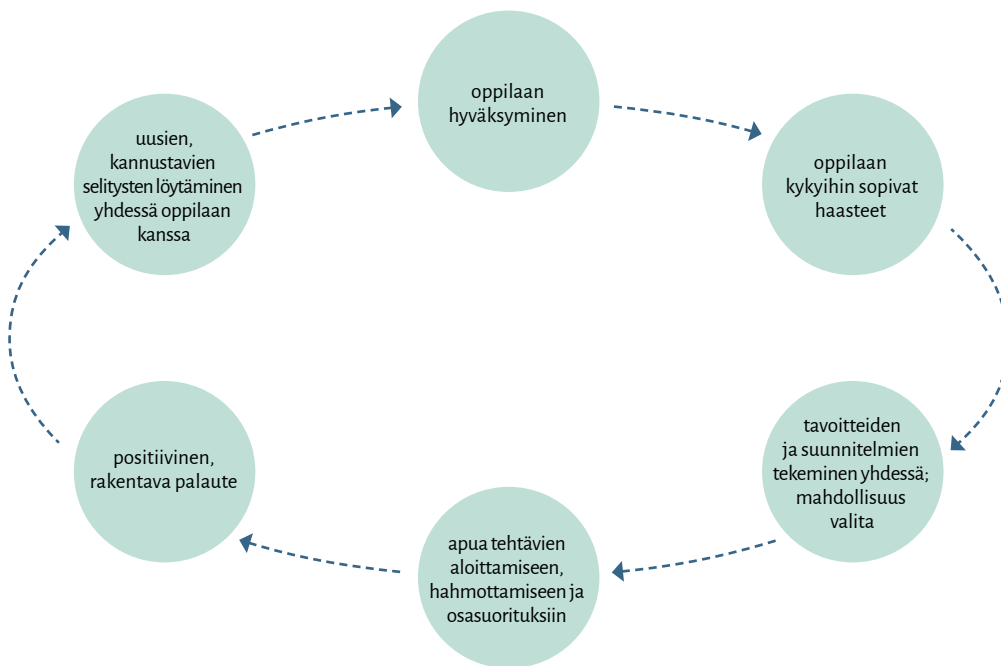 oppilaan
hyväksyminen
oppilaan
kykyihin sopivat
haasteet
tavoitteiden
ja suunnitelmien
tekeminen yhdessä;
mahdollisuus
valita
apua tehtävien
aloittamiseen,
hahmottamiseen ja
osasuorituksiin
positiivinen,
rakentava palaute
uusien,
kannustavien
selitysten löytäminen
yhdessä oppilaan
kanssa